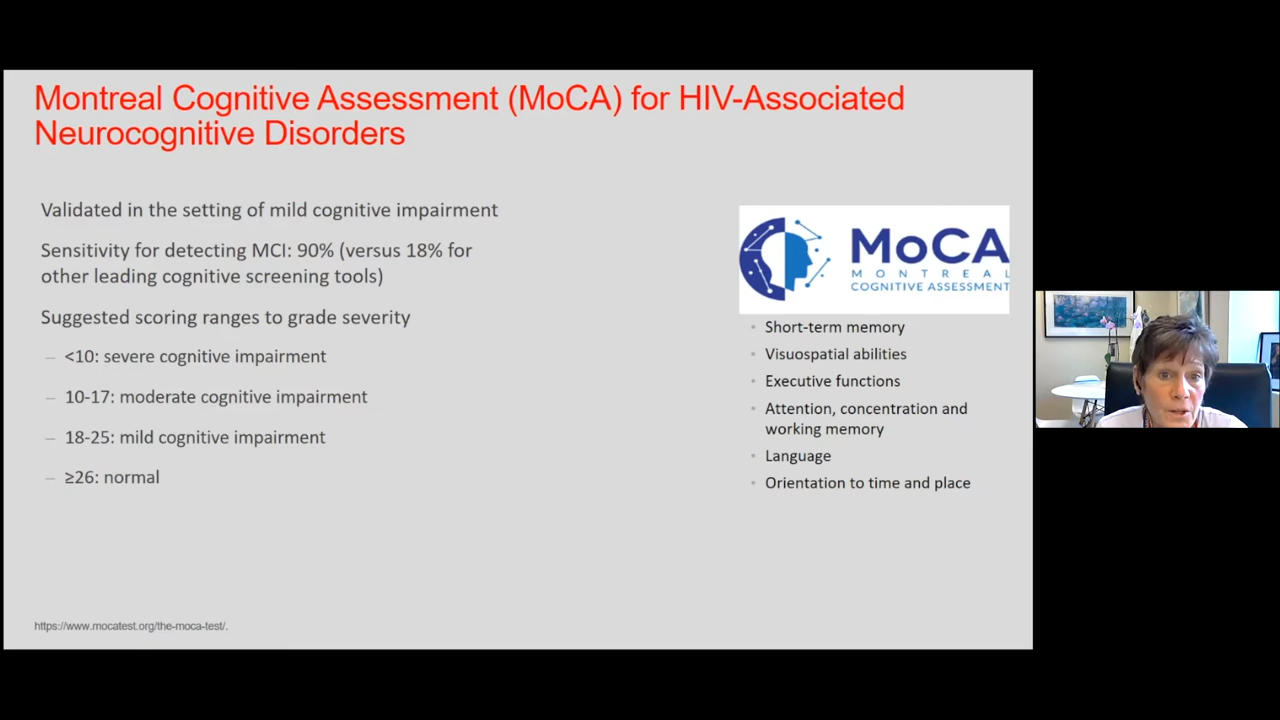 Montreal Cognitive Assessment (MoCA) for HIV-Associated
Neurocognitive Disorders
Validated in the setting of mild cognitive impairment
Sensitivity for detecting MCI: 90% (versus 18% for
other leading cognitive screening tools)
Suggested scoring ranges to grade severity
– <10: severe cognitive impairment
– 10-17: moderate cognitive impairment
– 18-25: mild cognitive impairment
– ≥26: normal
MoCA
MONTREAL
COGNITIVE ASSESSMENT
• Short-term memory
• Visuospatial abilities
• Executive functions
• Attention, concentration and
working memory
• Language
• Orientation to time and place
https://www.mocatest.org/the-moca-test/.